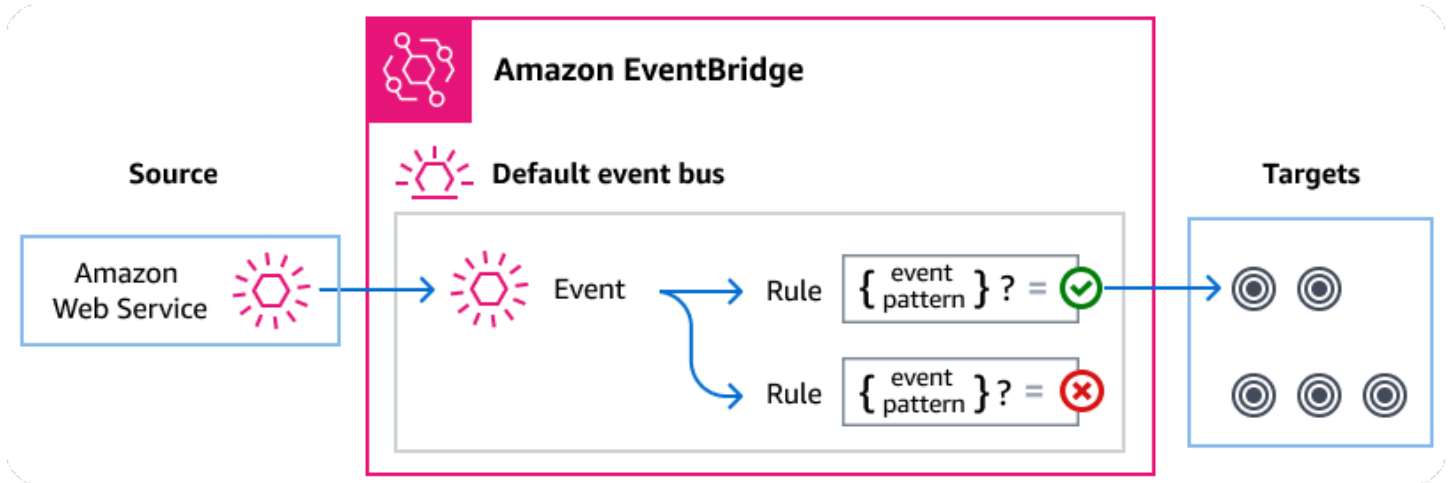 Amazon EventBridge
Source
Default event bus
Targets
Amazon
Web Service
Event
Rule
{ event
pattern } ? =
Rule
{ event
pattern } ? =